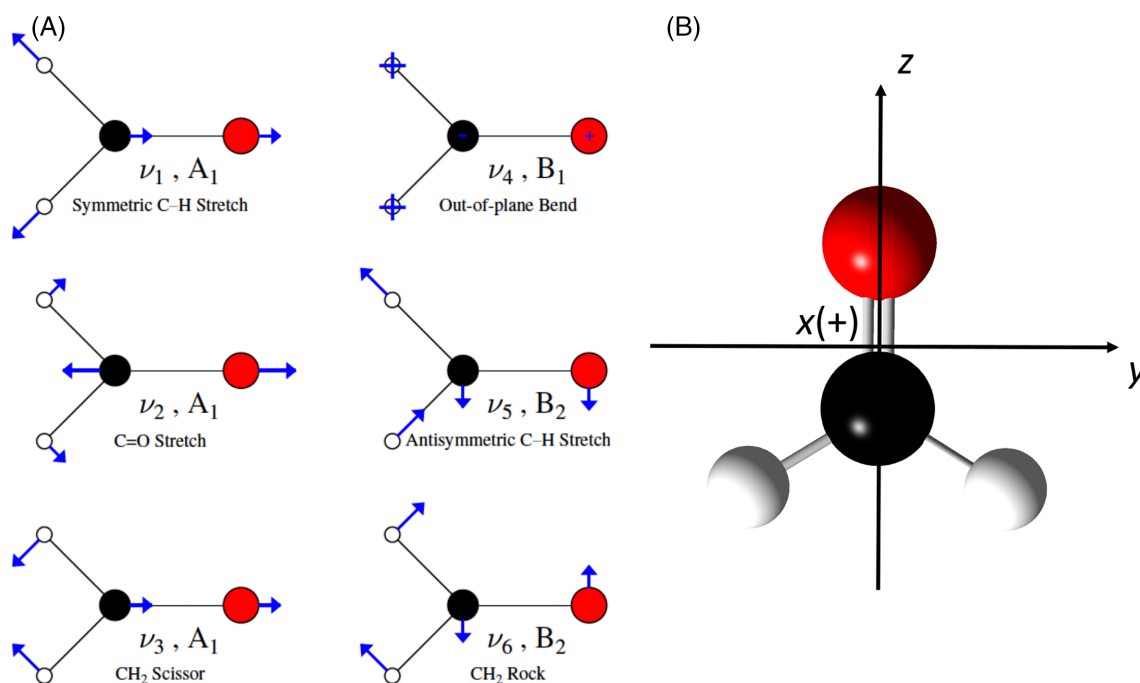 (A)
(B)
ν₁ , A₁
Symmetric C–H Stretch
ν₄ , B₁
Out-of-plane Bend
− +
ν₂ , A₁
C=O Stretch
ν₅ , B₂
Antisymmetric C–H Stretch
ν₃ , A₁
CH₂ Scissor
ν₆ , B₂
CH₂ Rock
z
x(+)
y